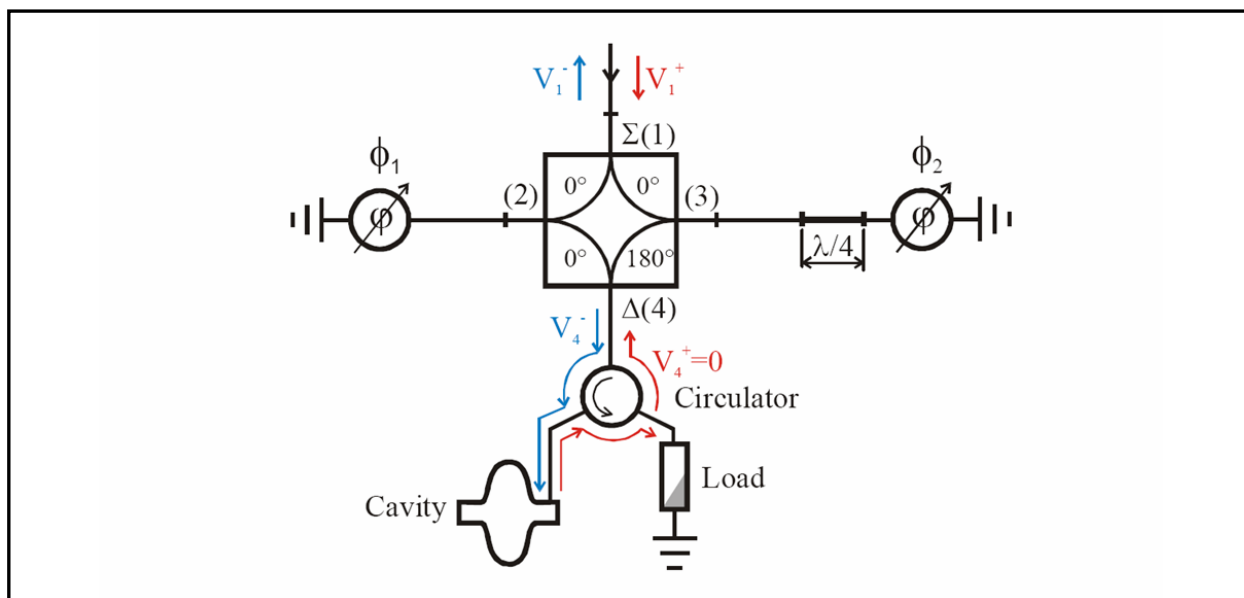 V₁⁻ V₁⁺
Σ(1)
ϕ₁ ϕ₂
0° 0°
(2) (3)
φ φ
0° 180°
λ/4
Δ(4)
V₄⁻ V₄⁺=0
Circulator
Load
Cavity